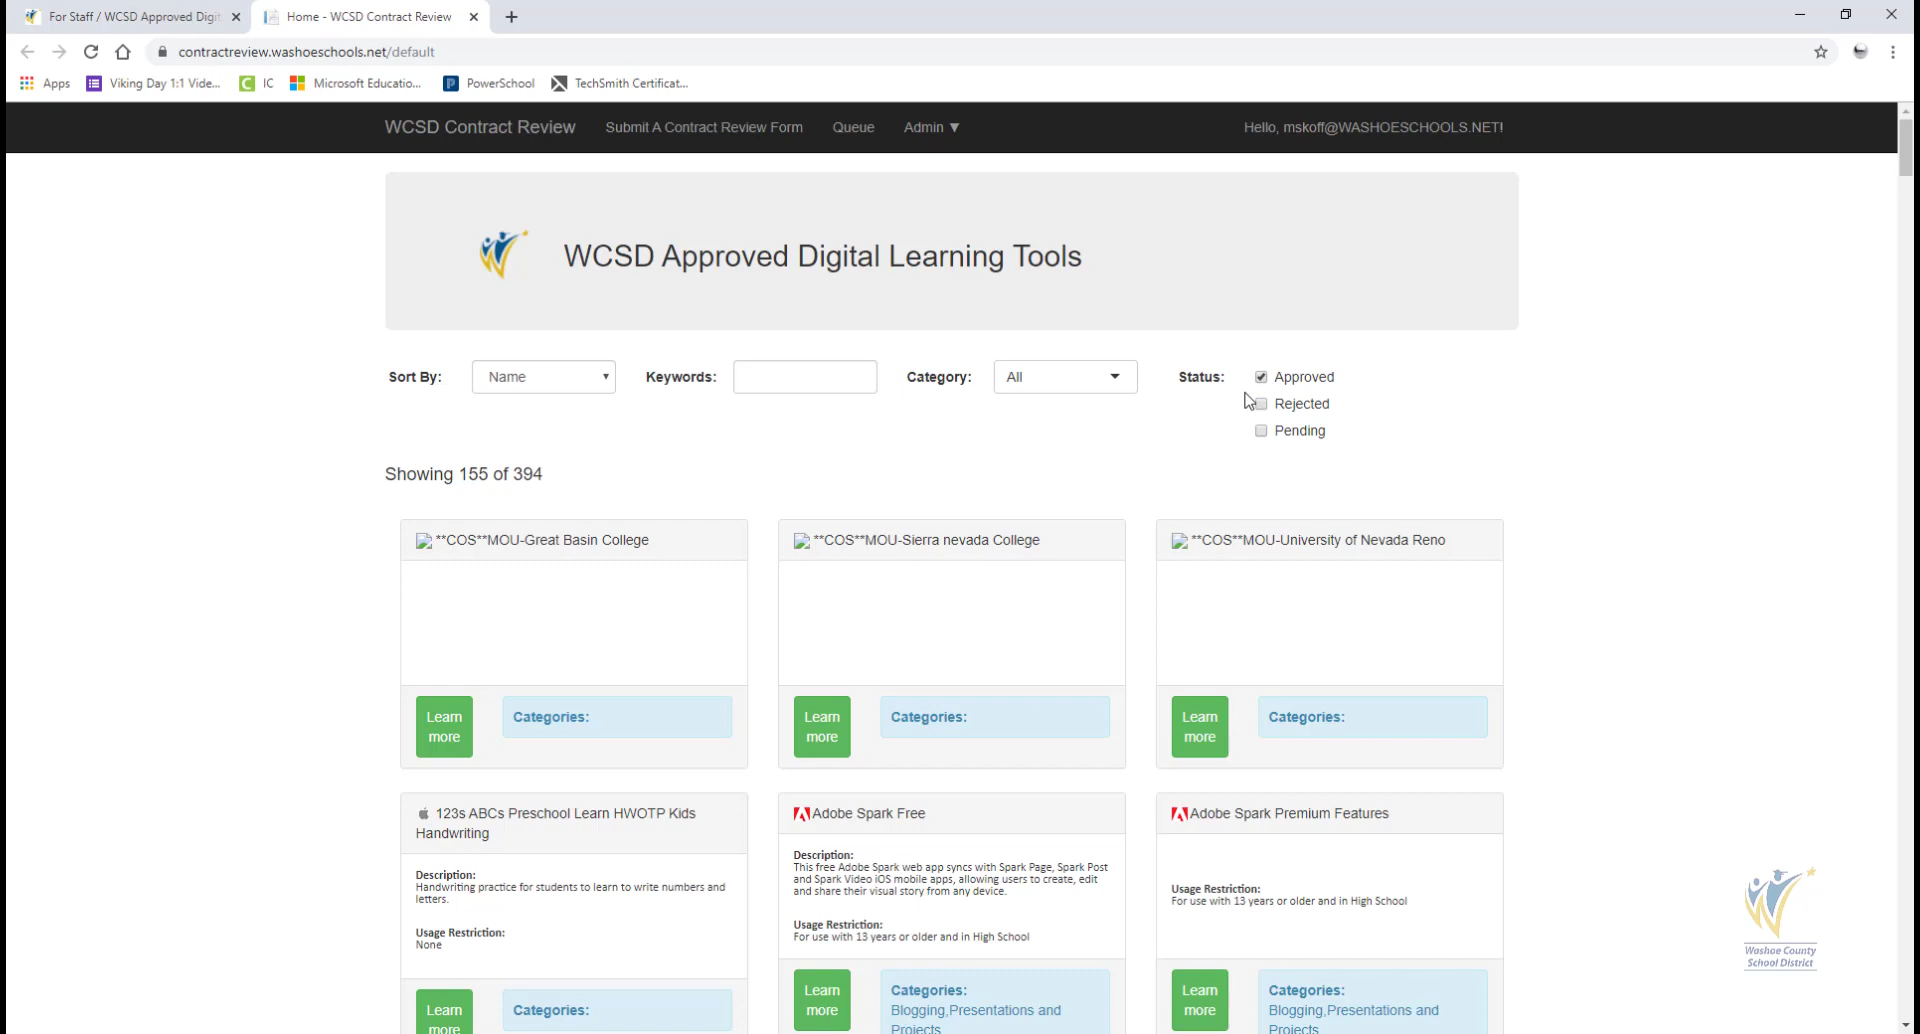 For Staff / WCSD Approved Digit
Home - WCSD Contract Review
contractreview.washoeschools.net/default
Apps
Viking Day 1:1 Vide...
IC
Microsoft Educatio...
PowerSchool
TechSmith Certificat...
WCSD Contract Review
Submit A Contract Review Form
Queue
Admin ▼
Hello, mskoff@WASHOESCHOOLS.NET!
WCSD Approved Digital Learning Tools
Sort By:
Name
Keywords:
Category:
All
Status:
Approved
Rejected
Pending
Showing 155 of 394
**COS**MOU-Great Basin College
**COS**MOU-Sierra nevada College
**COS**MOU-University of Nevada Reno
Learn
more
Categories:
Learn
more
Categories:
Learn
more
Categories:
123s ABCs Preschool Learn HWOTP Kids
Handwriting
Description:
Handwriting practice for students to learn to write numbers and
letters.
Usage Restriction:
None
Learn
more
Categories:
Adobe Spark Free
Description:
This free Adobe Spark web app syncs with Spark Page, Spark Post
and Spark Video iOS mobile apps, allowing users to create, edit
and share their visual story from any device.
Usage Restriction:
For use with 13 years or older and in High School
Learn
more
Categories:
Blogging,Presentations and
Projects
Adobe Spark Premium Features
Usage Restriction:
For use with 13 years or older and in High School
Learn
more
Categories:
Blogging,Presentations and
Projects
Washoe County
School District